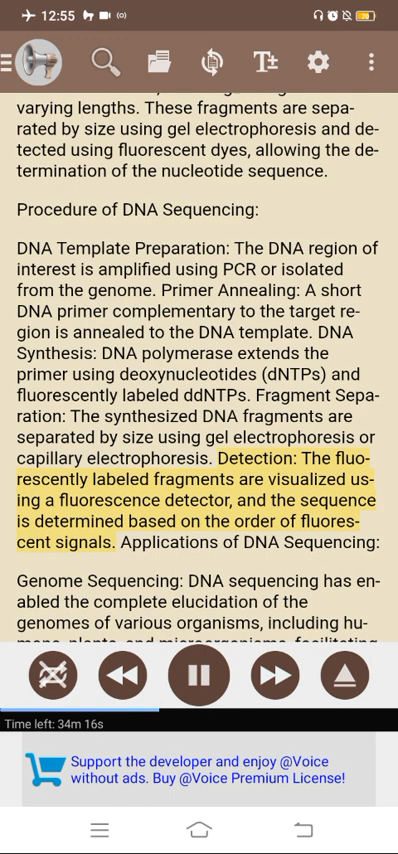 12:55
T±
varying lengths. These fragments are sepa-
rated by size using gel electrophoresis and de-
tected using fluorescent dyes, allowing the de-
termination of the nucleotide sequence.
Procedure of DNA Sequencing:
DNA Template Preparation: The DNA region of
interest is amplified using PCR or isolated
from the genome. Primer Annealing: A short
DNA primer complementary to the target re-
gion is annealed to the DNA template. DNA
Synthesis: DNA polymerase extends the
primer using deoxynucleotides (dNTPs) and
fluorescently labeled ddNTPs. Fragment Sepa-
ration: The synthesized DNA fragments are
separated by size using gel electrophoresis or
capillary electrophoresis. Detection: The fluo-
rescently labeled fragments are visualized us-
ing a fluorescence detector, and the sequence
is determined based on the order of fluores-
cent signals. Applications of DNA Sequencing:
Genome Sequencing: DNA sequencing has en-
abled the complete elucidation of the
genomes of various organisms, including hu-
mans, plants, and microorganisms, facilitating
Time left: 34m 16s
Support the developer and enjoy @Voice
without ads. Buy @Voice Premium License!